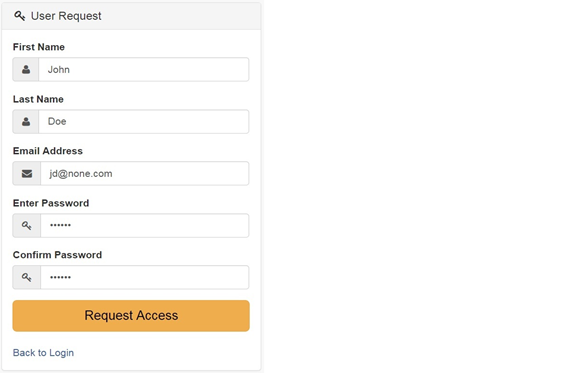 User Request
First Name
John
Last Name
Doe
Email Address
jd@none.com
Enter Password
••••••
Confirm Password
••••••
Request Access
Back to Login